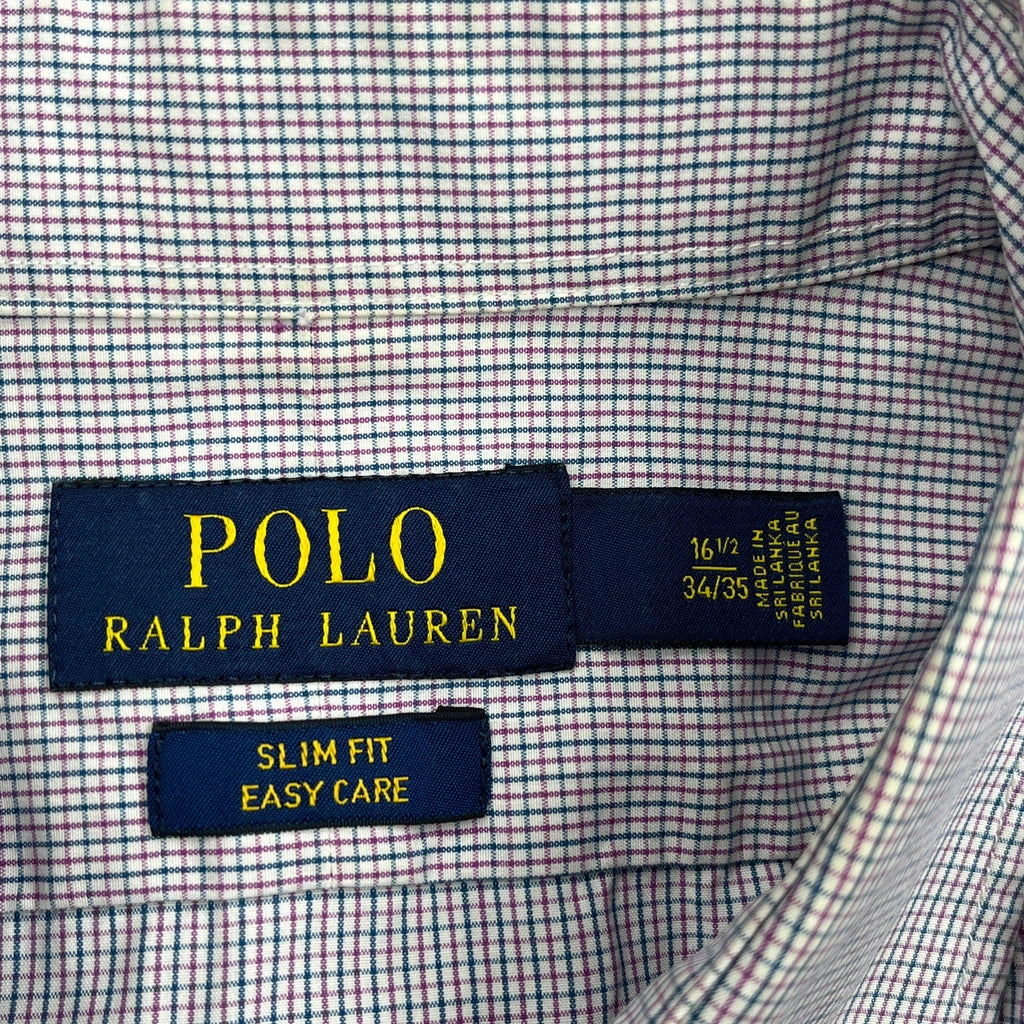 POLO
RALPH LAUREN
16 1/2
34/35
MADE IN
SRI LANKA
FABRIQUÉ AU
SRI LANKA
SLIM FIT
EASY CARE